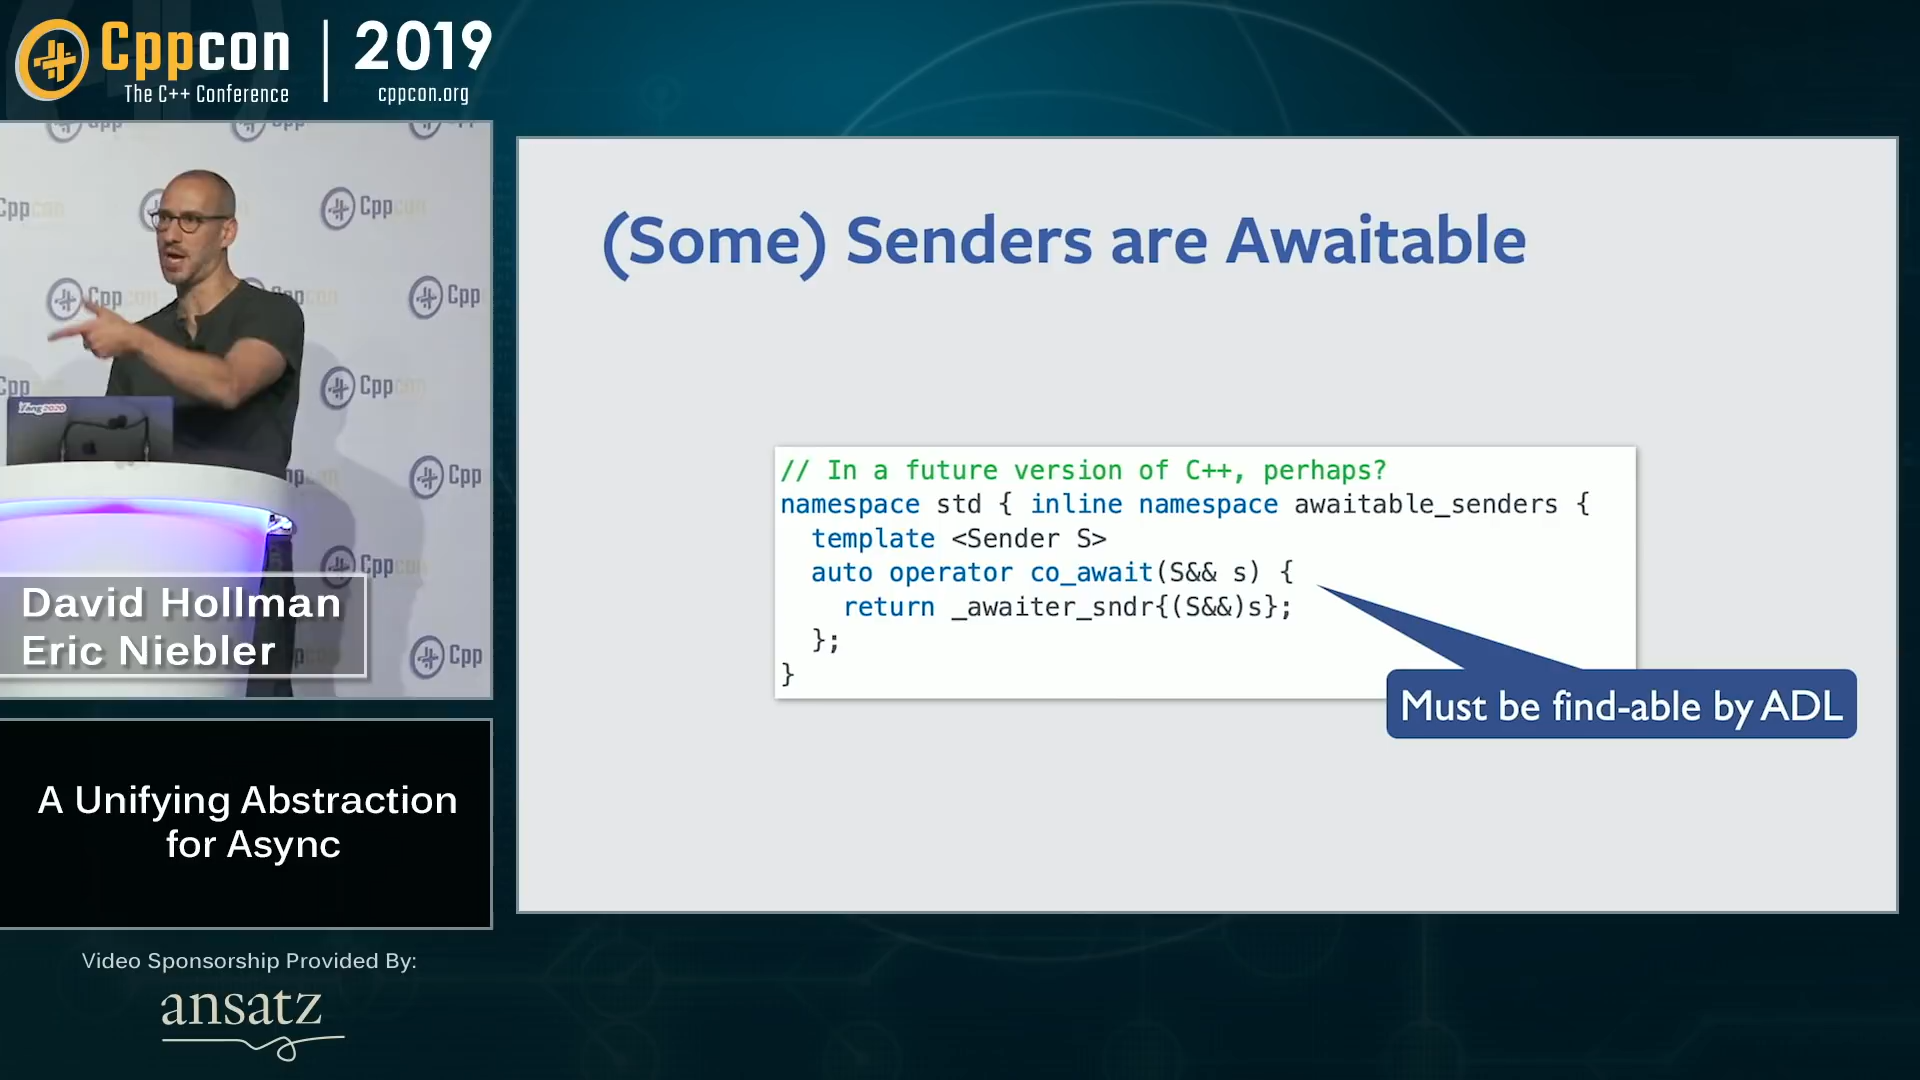 Cppcon
The C++ Conference
2019
cppcon.org
David Hollman
Eric Niebler
A Unifying Abstraction
for Async
Video Sponsorship Provided By:
ansatz
(Some) Senders are Awaitable
// In a future version of C++, perhaps?
namespace std { inline namespace awaitable_senders {
template <Sender S>
auto operator co_await(S&& s) {
return _awaiter_sndr{(S&&)s};
};
}
Must be find-able by ADL